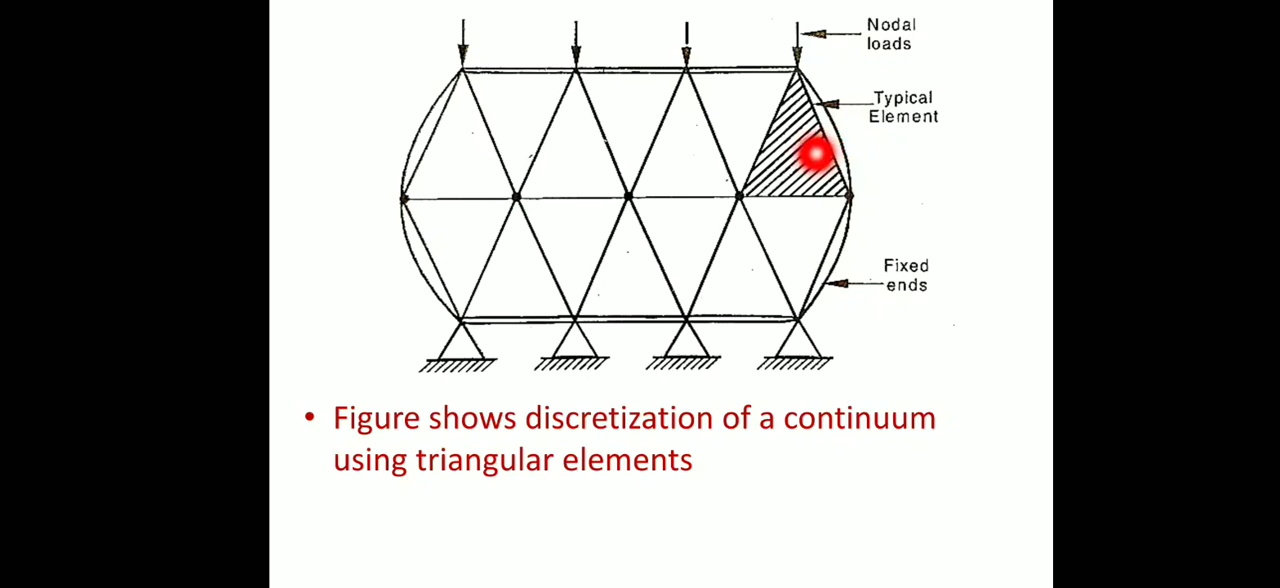 Nodal
loads
Typical
Element
Fixed
ends
• Figure shows discretization of a continuum
using triangular elements